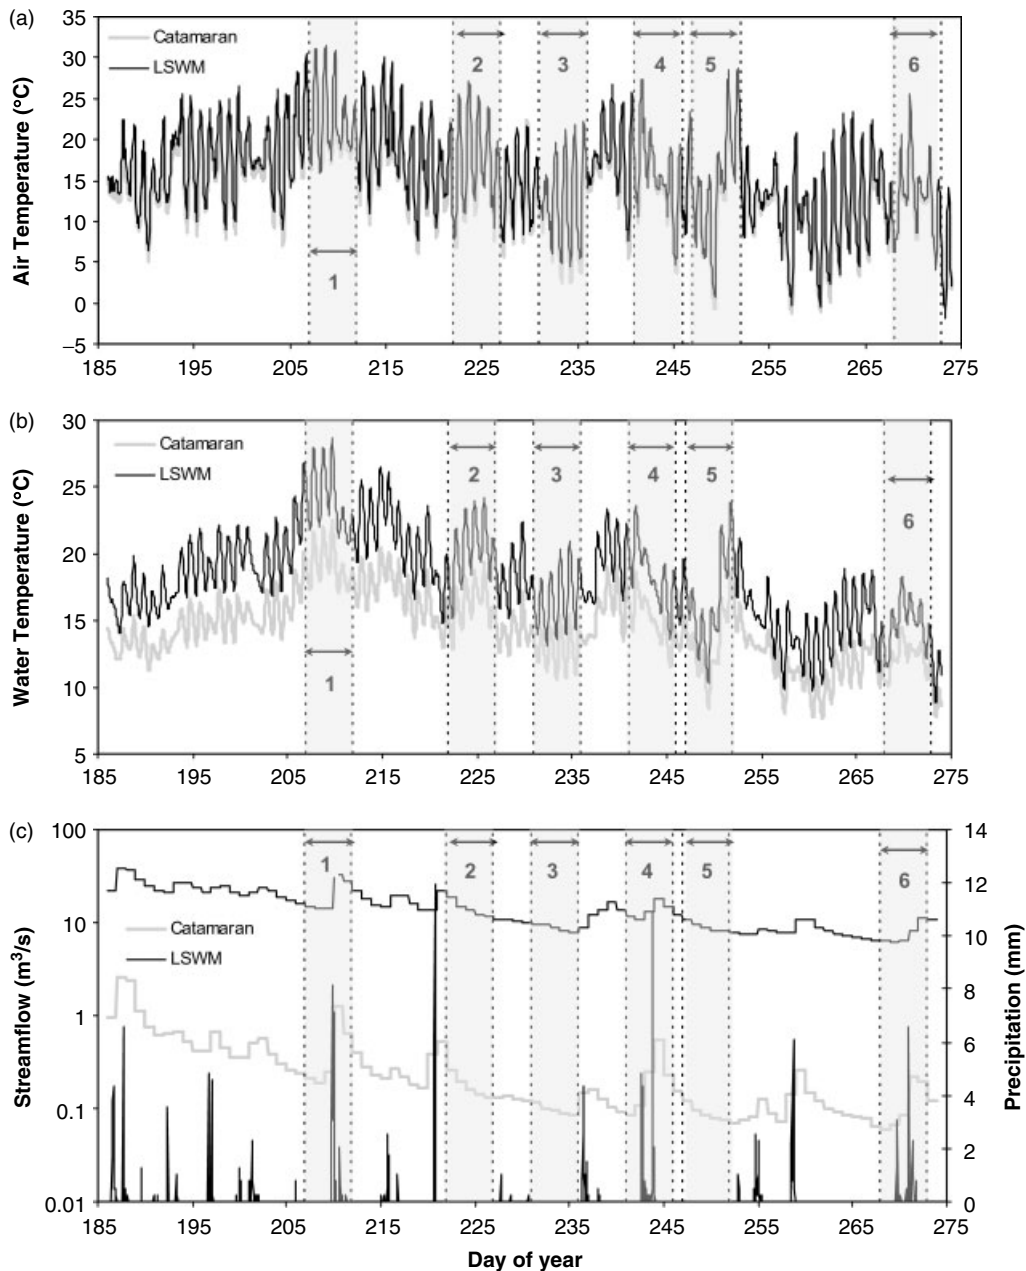 (a)
35
30
25
20
15
10
5
0
–5
Air Temperature (°C)
Catamaran
LSWM
1
2
3
4
5
6
185 195 205 215 225 235 245 255 265 275
(b)
30
25
20
15
10
5
Water Temperature (°C)
Catamaran
LSWM
1
2
3
4
5
6
185 195 205 215 225 235 245 255 265 275
(c)
100
10
1
0.1
0.01
Streamflow (m³/s)
Catamaran
LSWM
1
2
3
4
5
6
14
12
10
8
6
4
2
0
Precipitation (mm)
185 195 205 215 225 235 245 255 265 275
Day of year